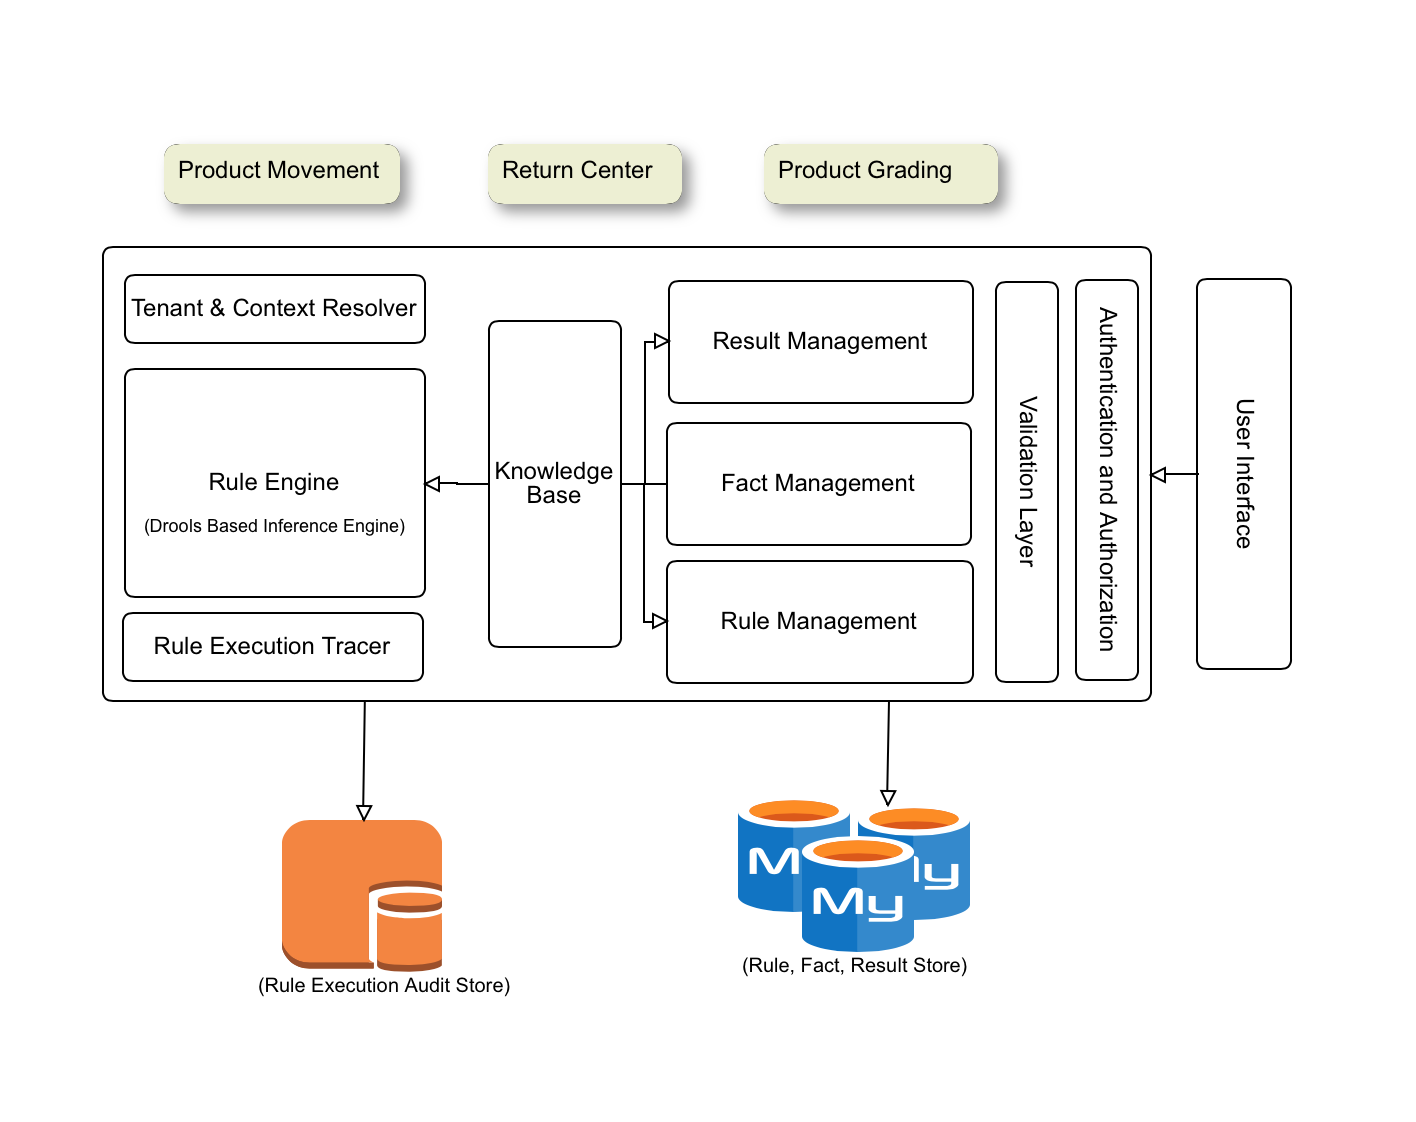 Product Movement
Return Center
Product Grading
Tenant & Context Resolver
Rule Engine
(Drools Based Inference Engine)
Rule Execution Tracer
Knowledge
Base
Result Management
Fact Management
Rule Management
Validation Layer
Authentication and Authorization
User Interface
M
y
My
(Rule Execution Audit Store)
(Rule, Fact, Result Store)